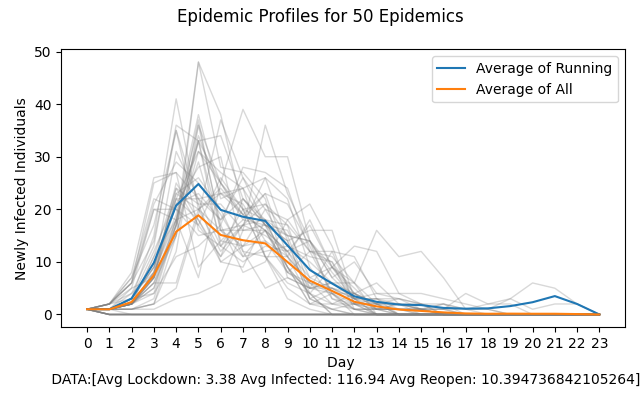 Epidemic Profiles for 50 Epidemics
50
40
30
20
10
0
Newly Infected Individuals
Average of Running
Average of All
0 1 2 3 4 5 6 7 8 9 10 11 12 13 14 15 16 17 18 19 20 21 22 23
Day
DATA:[Avg Lockdown: 3.38 Avg Infected: 116.94 Avg Reopen: 10.394736842105264]